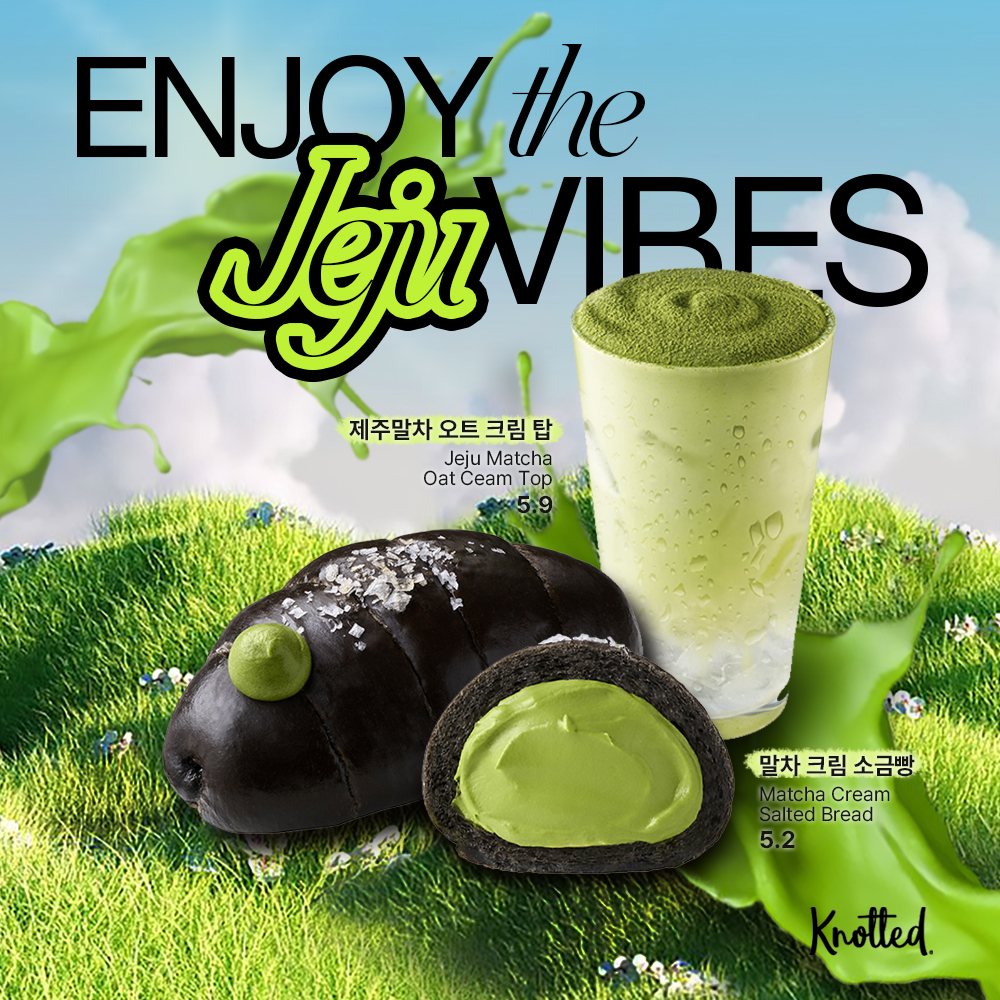 ENJOY the
Jeju VIBES
제주말차 오트 크림 탑
Jeju Matcha
Oat Ceam Top
5.9
말차 크림 소금빵
Matcha Cream
Salted Bread
5.2
Knotted.